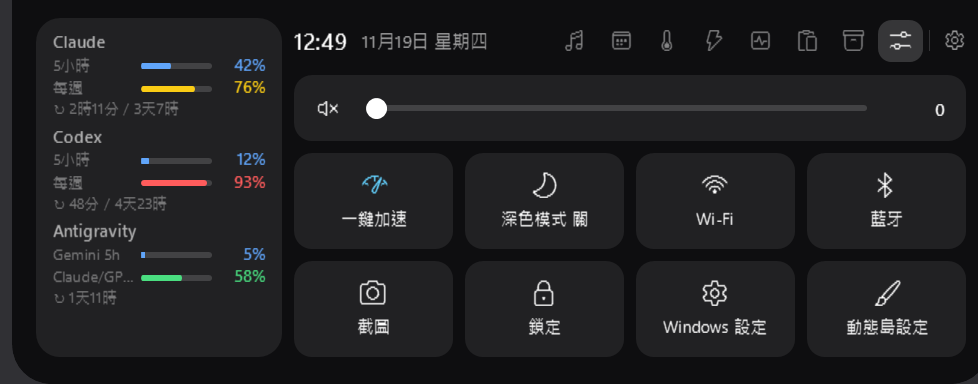 Claude
5小時 42%
每週 76%
↻ 2時11分 / 3天7時
Codex
5小時 12%
每週 93%
↻ 48分 / 4天23時
Antigravity
Gemini 5h 5%
Claude/GP... 58%
↻ 1天11時
12:49 11月19日 星期四
0
一鍵加速
深色模式 關
Wi-Fi
藍牙
截圖
鎖定
Windows 設定
動態島設定